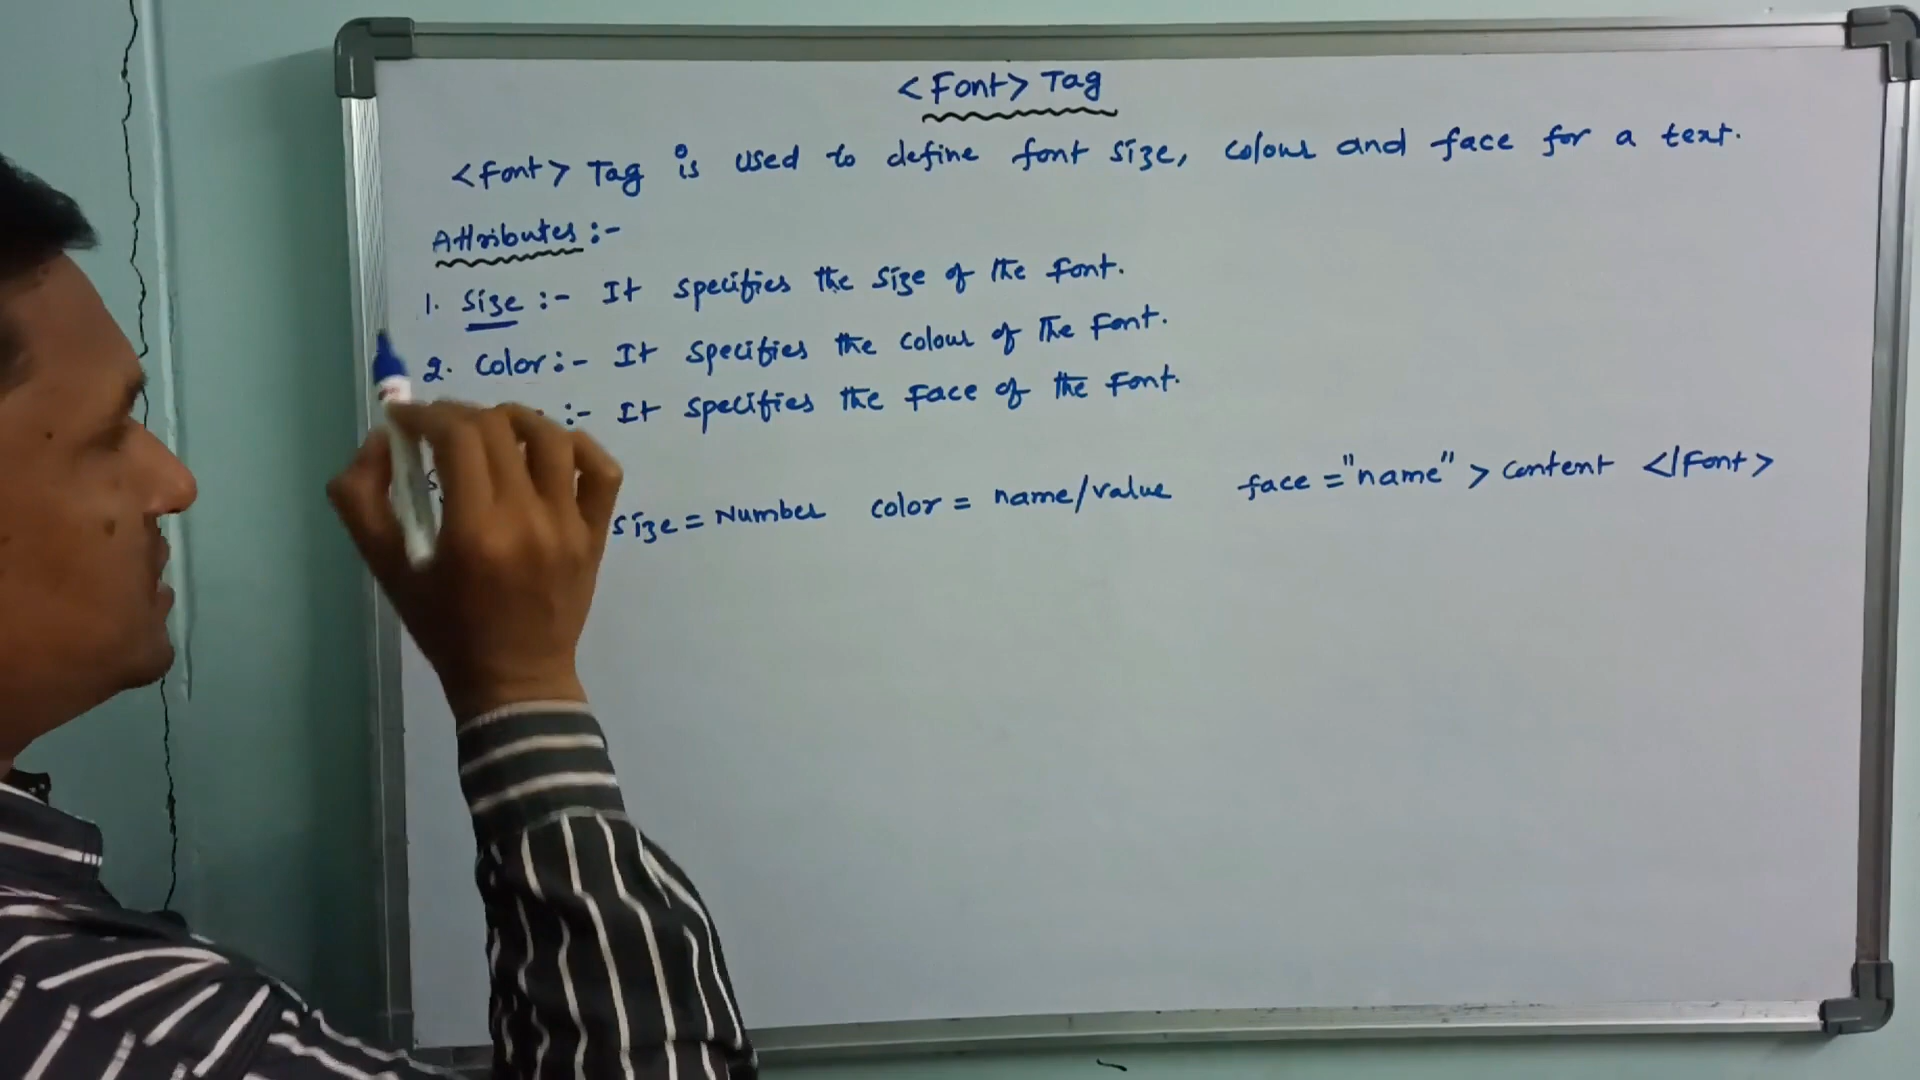 <Font> Tag
<Font> Tag is used to define font size, colour and face for a text.
Attributes :-
1. Size :- It specifies the size of the font.
2. Color :- It specifies the colour of the Font.
:- It specifies the Face of the Font.
size = Number color = name/value face = "name" > content </Font>